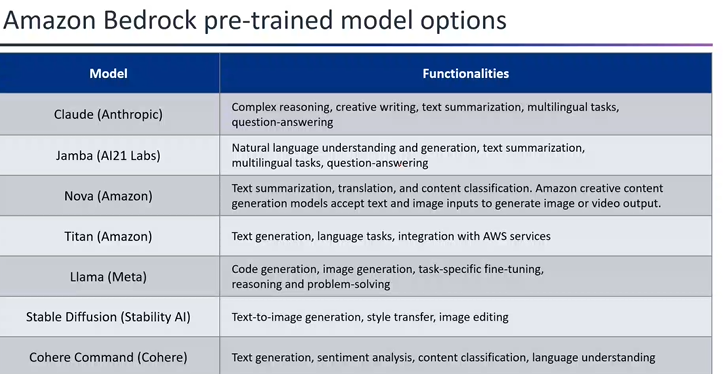 Amazon Bedrock pre-trained model options
Model
Functionalities
Claude (Anthropic)
Complex reasoning, creative writing, text summarization, multilingual tasks,
question-answering
Jamba (AI21 Labs)
Natural language understanding and generation, text summarization,
multilingual tasks, question-answering
Nova (Amazon)
Text summarization, translation, and content classification. Amazon creative content
generation models accept text and image inputs to generate image or video output.
Titan (Amazon)
Text generation, language tasks, integration with AWS services
Llama (Meta)
Code generation, image generation, task-specific fine-tuning,
reasoning and problem-solving
Stable Diffusion (Stability AI)
Text-to-image generation, style transfer, image editing
Cohere Command (Cohere)
Text generation, sentiment analysis, content classification, language understanding